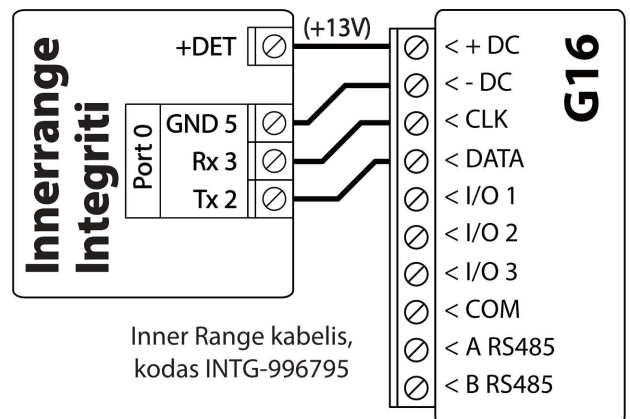 Innerrange
Integriti
+DET
(+13V)
Port 0
GND 5
Rx 3
Tx 2
G16
< + DC
< - DC
< CLK
< DATA
< I/O 1
< I/O 2
< I/O 3
< COM
< A RS485
< B RS485
Inner Range kabelis,
kodas INTG-996795